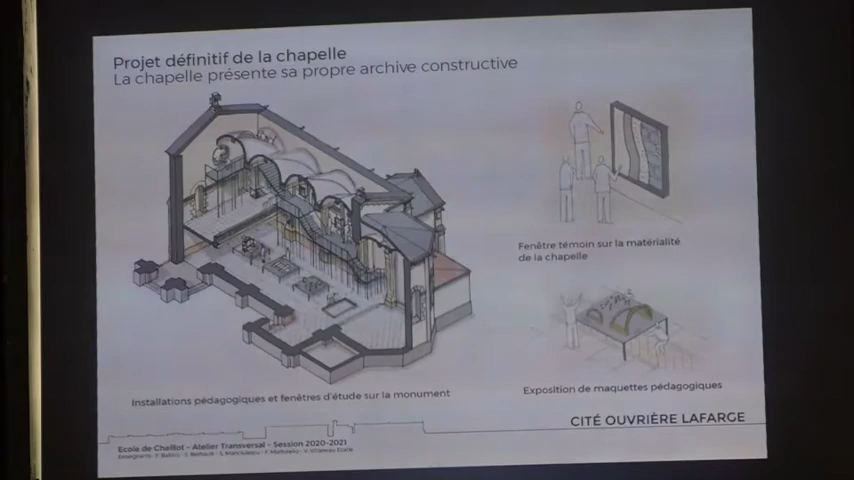 Projet définitif de la chapelle
La chapelle présente sa propre archive constructive
Fenêtre témoin sur la matérialité
de la chapelle
Installations pédagogiques et fenêtres d'étude sur le monument
Exposition de maquettes pédagogiques
CITÉ OUVRIÈRE LAFARGE
Ecole de Chaillot - Atelier Transversal - Session 2020-2021